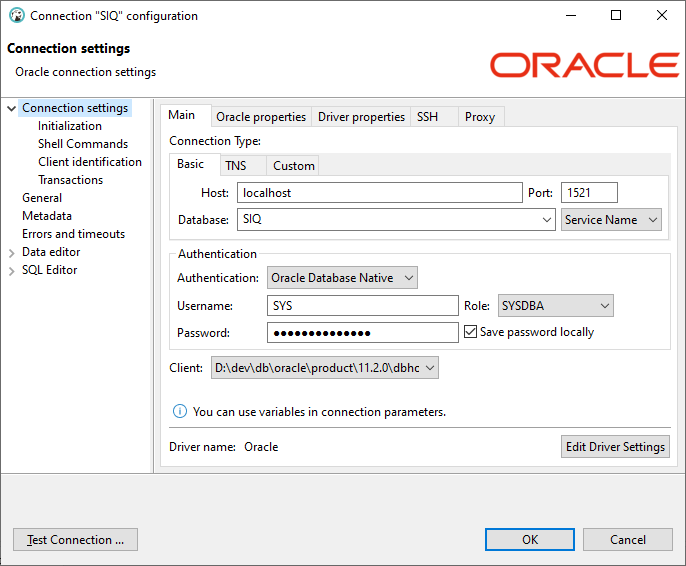 Connection "SIQ" configuration
Connection settings
Oracle connection settings
ORACLE
Connection settings
Initialization
Shell Commands
Client identification
Transactions
General
Metadata
Errors and timeouts
Data editor
SQL Editor
Main Oracle properties Driver properties SSH Proxy
Connection Type:
Basic TNS Custom
Host: localhost Port: 1521
Database: SIQ Service Name
Authentication
Authentication: Oracle Database Native
Username: SYS Role: SYSDBA
Password: ●●●●●●●●●●●●●● Save password locally
Client: D:\dev\db\oracle\product\11.2.0\dbhc
You can use variables in connection parameters.
Driver name: Oracle Edit Driver Settings
Test Connection ... OK Cancel